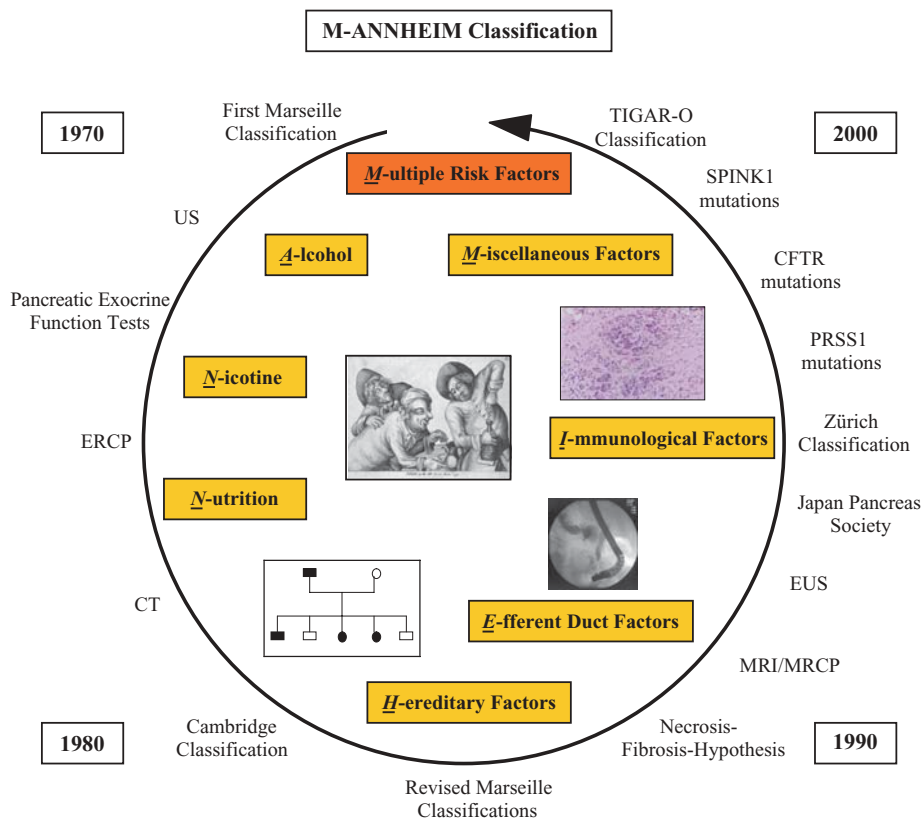 M-ANNHEIM Classification
1970
First Marseille
Classification
TIGAR-O
Classification
2000
M-ultiple Risk Factors
SPINK1
mutations
US
A-lcohol
M-iscellaneous Factors
CFTR
mutations
Pancreatic Exocrine
Function Tests
PRSS1
mutations
N-icotine
ERCP
I-mmunological Factors
Zürich
Classification
N-utrition
Japan Pancreas
Society
CT
EUS
E-fferent Duct Factors
MRI/MRCP
H-ereditary Factors
1980
Cambridge
Classification
Necrosis-
Fibrosis-Hypothesis
1990
Revised Marseille
Classifications